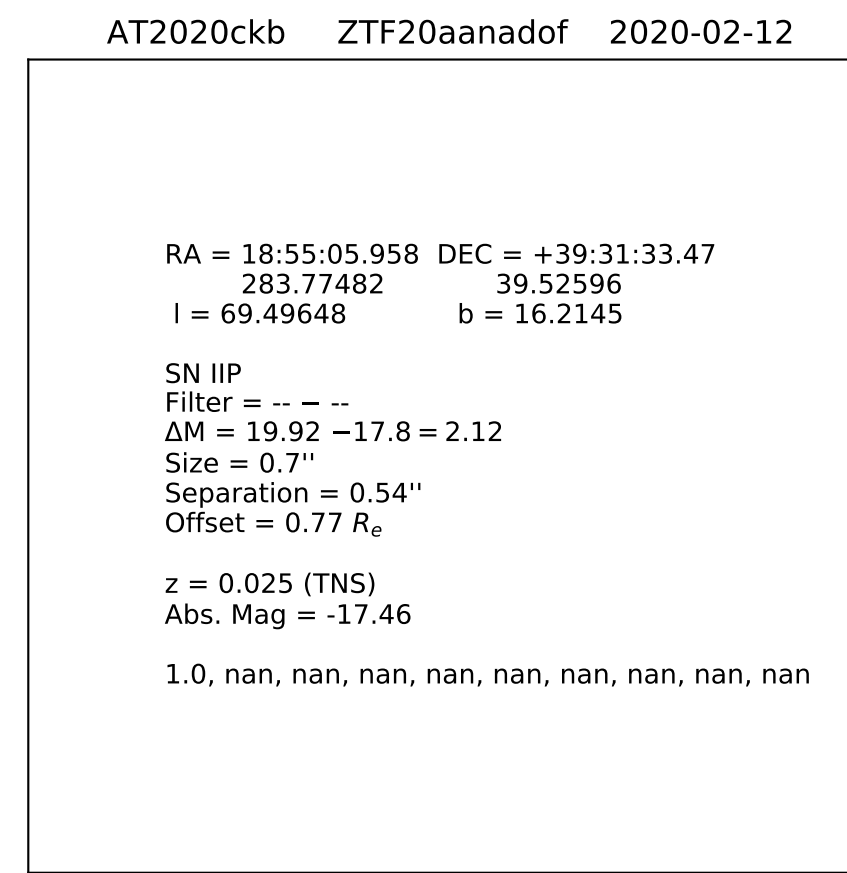 AT2020ckb ZTF20aanadof 2020-02-12
RA = 18:55:05.958 DEC = +39:31:33.47
283.77482 39.52596
l = 69.49648 b = 16.2145
SN IIP
Filter = -- − --
ΔM = 19.92 −17.8 = 2.12
Size = 0.7''
Separation = 0.54''
Offset = 0.77 Rₑ
z = 0.025 (TNS)
Abs. Mag = -17.46
1.0, nan, nan, nan, nan, nan, nan, nan, nan, nan